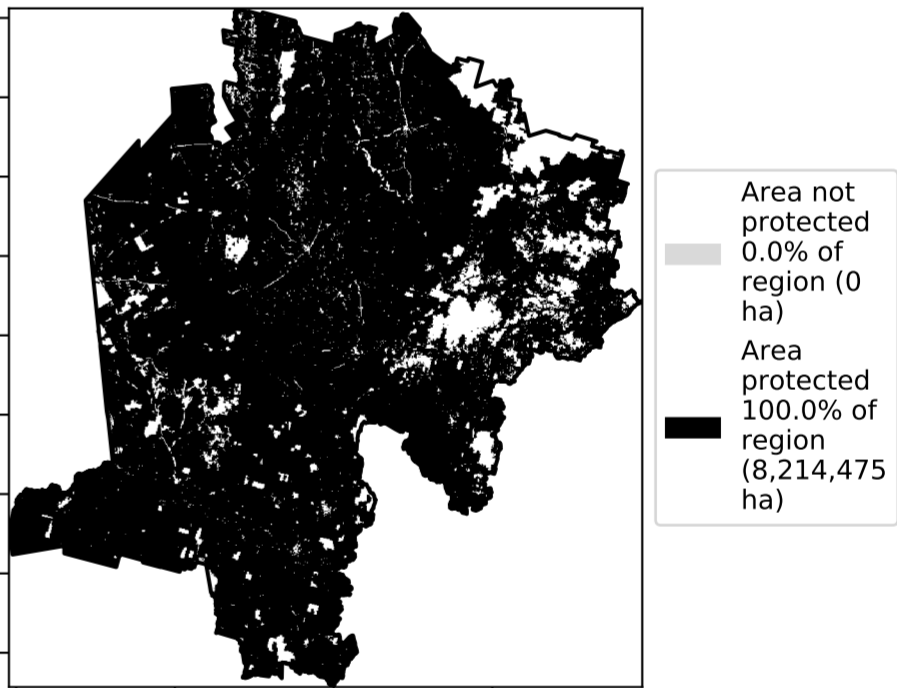 Area not
protected
0.0% of
region (0
ha)
Area
protected
100.0% of
region
(8,214,475
ha)